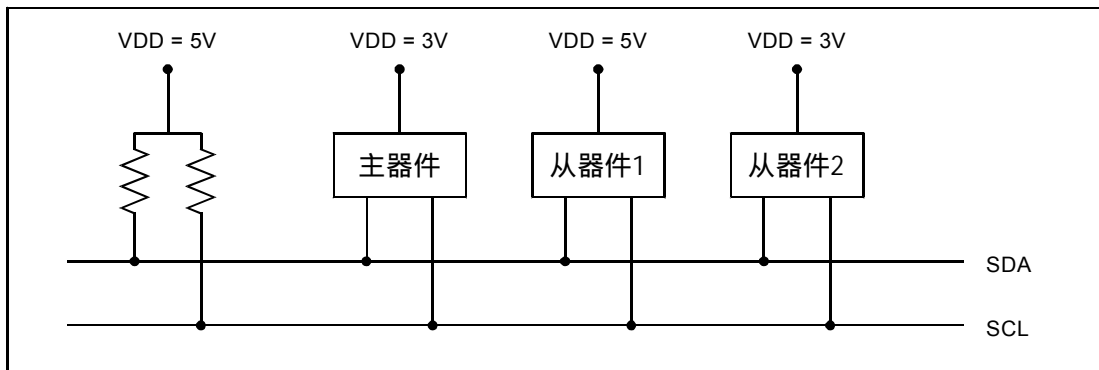 VDD = 5V
VDD = 3V
VDD = 5V
VDD = 3V
主器件
从器件1
从器件2
SDA
SCL